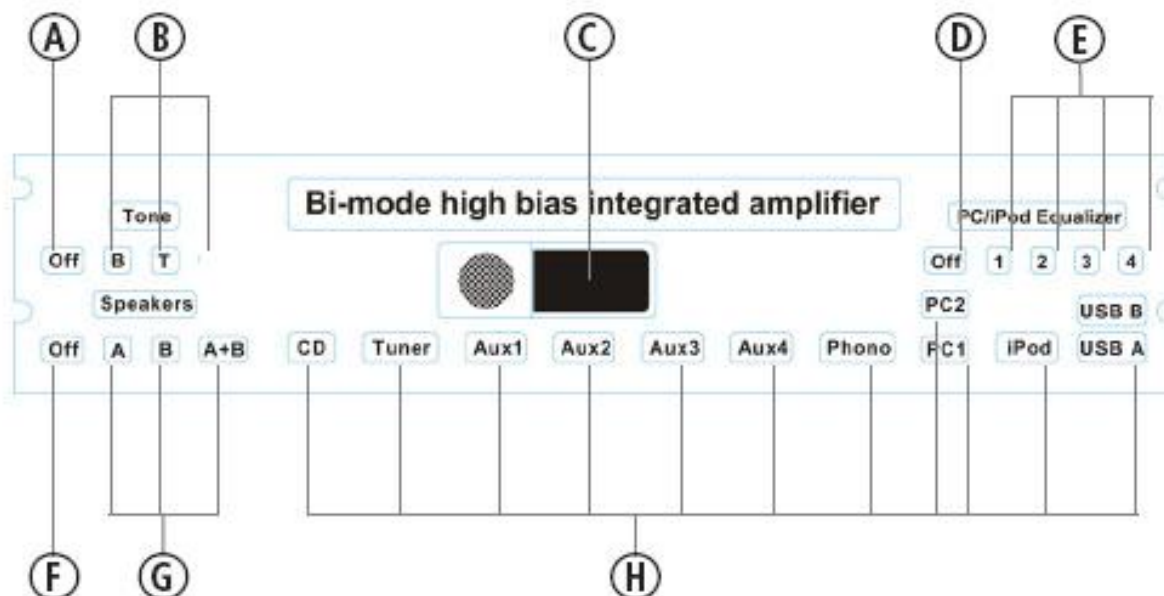 A B C D E
Tone Bi-mode high bias integrated amplifier PC/iPod Equalizer
Off B T Off 1 2 3 4
Speakers PC2 USB B
Off A B A+B CD Tuner Aux1 Aux2 Aux3 Aux4 Phono PC1 iPod USB A
F G H